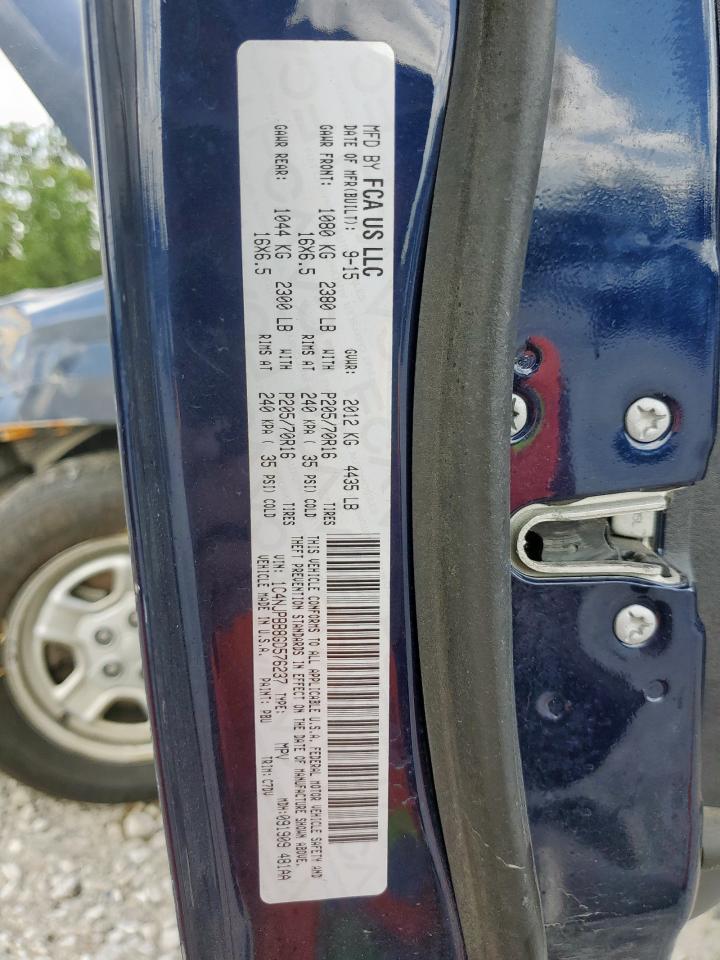 MFD BY FCA US LLC
DATE OF MFR(BUILT): 9-15 GVWR: 2012 KG 4435 LB
GAWR FRONT: 1080 KG 2380 LB WITH P205/70R16 TIRES
16X6.5 RIMS AT 240 KPA ( 35 PSI) COLD
GAWR REAR: 1044 KG 2300 LB WITH P205/70R16 TIRES
16X6.5 RIMS AT 240 KPA ( 35 PSI) COLD
THIS VEHICLE CONFORMS TO ALL APPLICABLE U.S.A. FEDERAL MOTOR VEHICLE SAFETY AND
THEFT PREVENTION STANDARDS IN EFFECT ON THE DATE OF MANUFACTURE SHOWN ABOVE.
VIN: 1C4NJPBB8GD576237 TYPE: MPV MDH:091909 481AA
VEHICLE MADE IN U.S.A. PAINT: PBU TRIM: C7DV